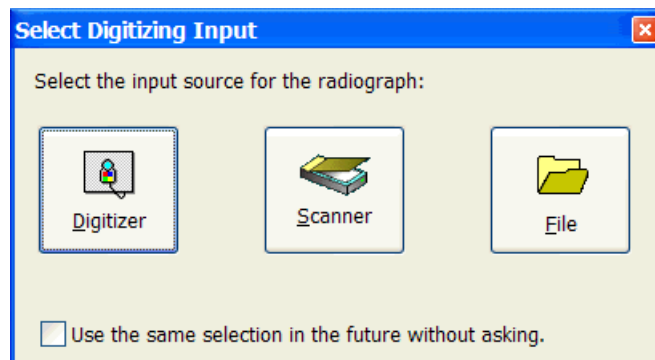 Select Digitizing Input
Select the input source for the radiograph:
Digitizer
Scanner
File
Use the same selection in the future without asking.